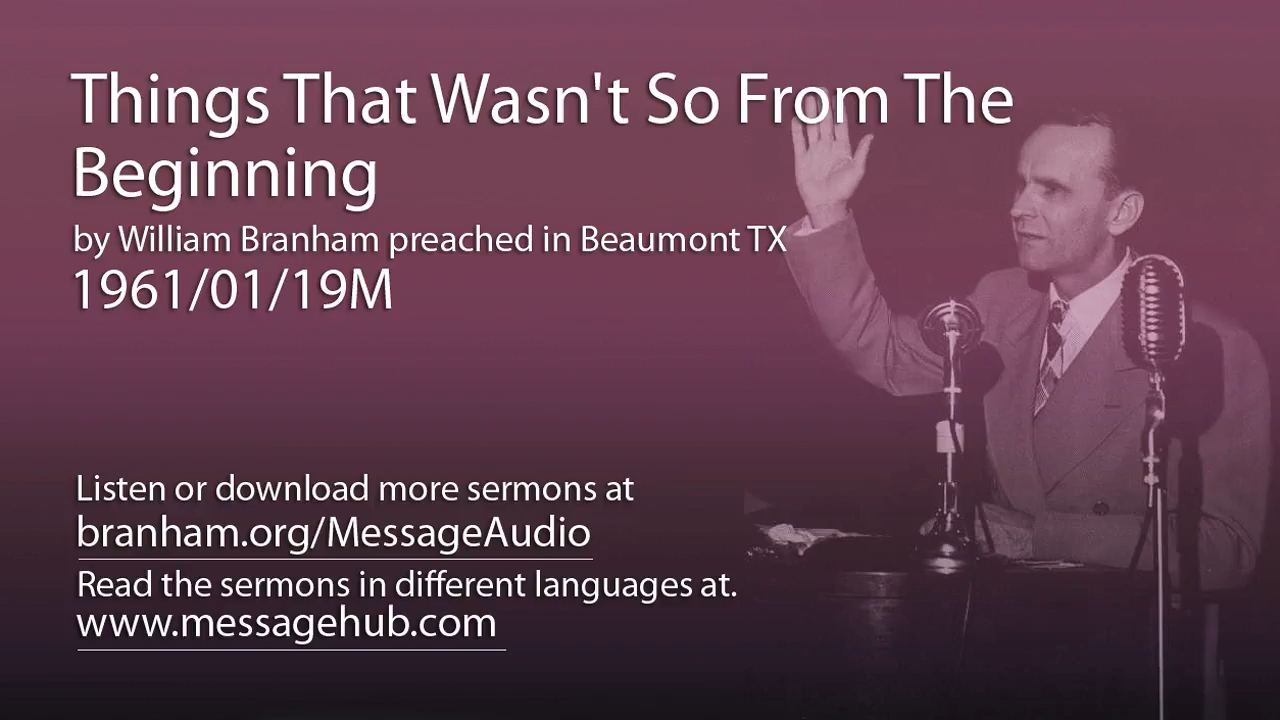 Things That Wasn't So From The
Beginning
by William Branham preached in Beaumont TX
1961/01/19M
Listen or download more sermons at
branham.org/MessageAudio
Read the sermons in different languages at.
www.messagehub.com